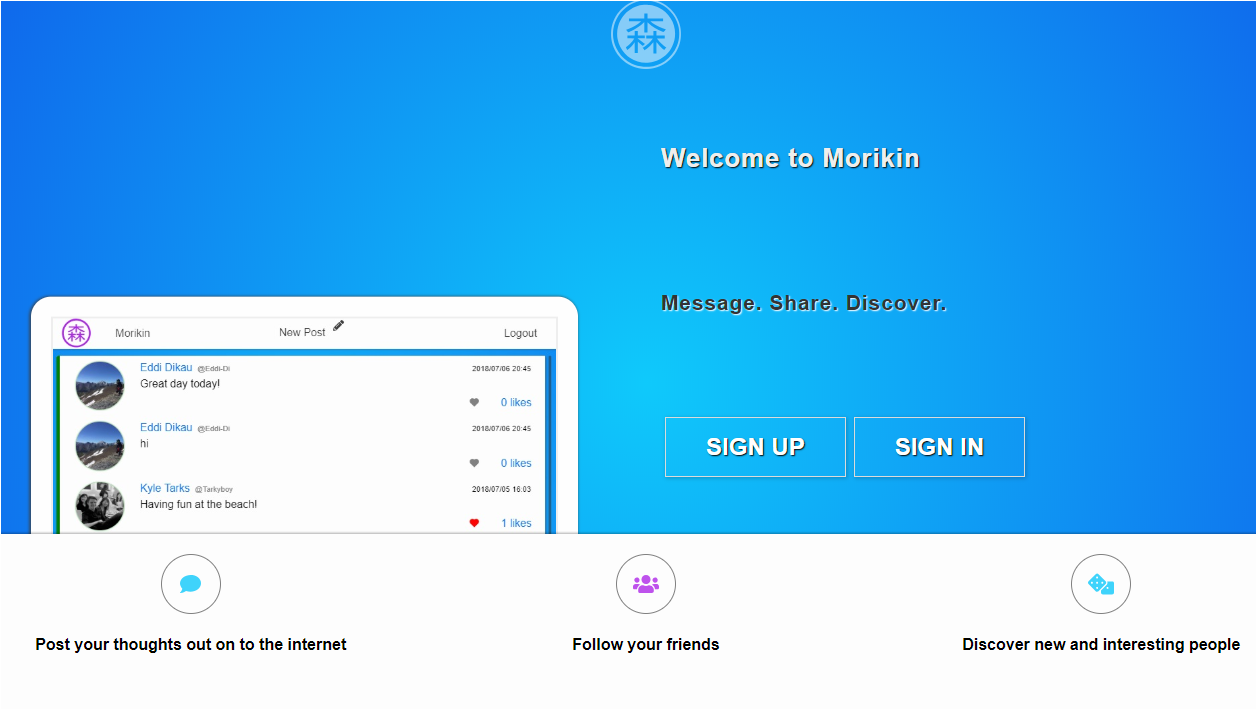 森
Welcome to Morikin
Message. Share. Discover.
SIGN UP SIGN IN
森 Morikin New Post Logout
Eddi Dikau @Eddi-Di 2018/07/06 20:45
Great day today!
0 likes
Eddi Dikau @Eddi-Di 2018/07/06 20:45
hi
0 likes
Kyle Tarks @Tarkyboy 2018/07/05 16:03
Having fun at the beach!
1 likes
Post your thoughts out on to the internet
Follow your friends
Discover new and interesting people